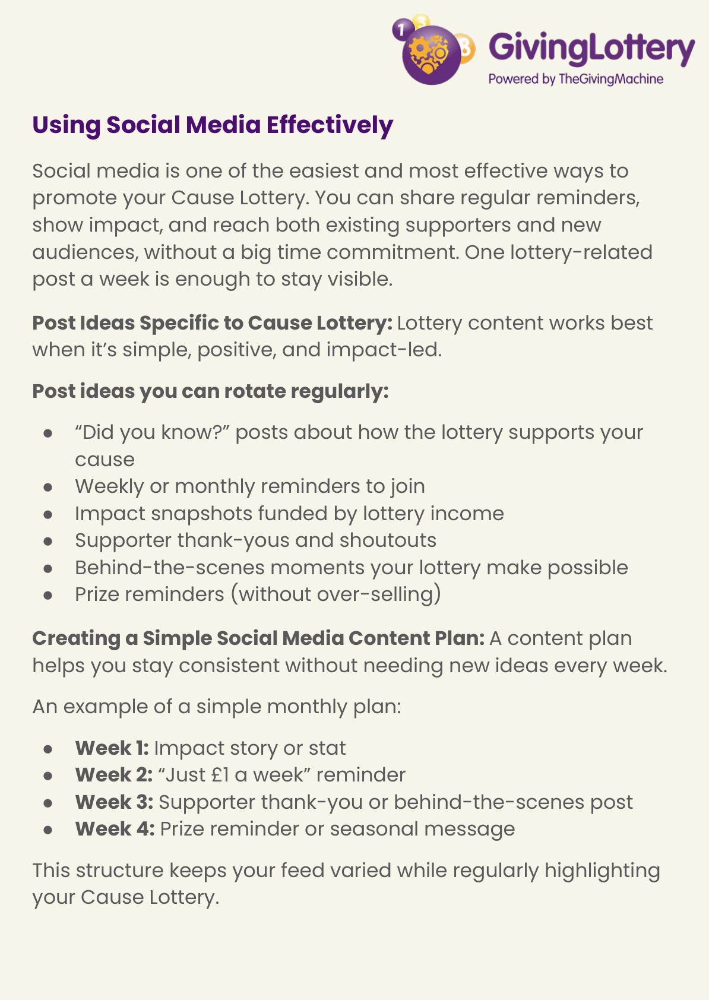 1
3
8
GivingLottery
Powered by TheGivingMachine
Using Social Media Effectively
Social media is one of the easiest and most effective ways to
promote your Cause Lottery. You can share regular reminders,
show impact, and reach both existing supporters and new
audiences, without a big time commitment. One lottery-related
post a week is enough to stay visible.
Post Ideas Specific to Cause Lottery: Lottery content works best
when it’s simple, positive, and impact-led.
Post ideas you can rotate regularly:
● “Did you know?” posts about how the lottery supports your
cause
● Weekly or monthly reminders to join
● Impact snapshots funded by lottery income
● Supporter thank-yous and shoutouts
● Behind-the-scenes moments your lottery make possible
● Prize reminders (without over-selling)
Creating a Simple Social Media Content Plan: A content plan
helps you stay consistent without needing new ideas every week.
An example of a simple monthly plan:
● Week 1: Impact story or stat
● Week 2: “Just £1 a week” reminder
● Week 3: Supporter thank-you or behind-the-scenes post
● Week 4: Prize reminder or seasonal message
This structure keeps your feed varied while regularly highlighting
your Cause Lottery.